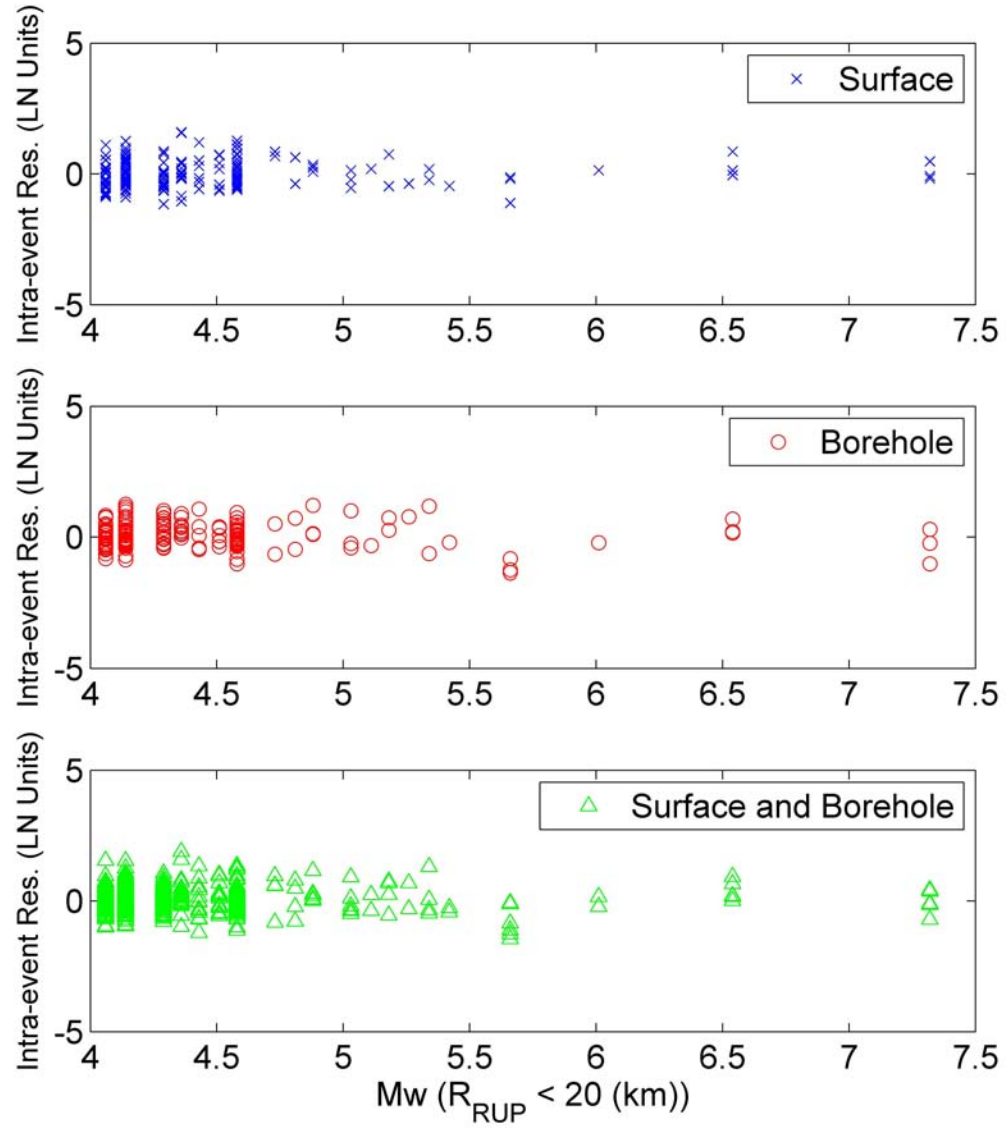 Intra-event Res. (LN Units)
5
0
-5
Surface
4 4.5 5 5.5 6 6.5 7 7.5
Intra-event Res. (LN Units)
5
0
-5
Borehole
4 4.5 5 5.5 6 6.5 7 7.5
Intra-event Res. (LN Units)
5
0
-5
Surface and Borehole
4 4.5 5 5.5 6 6.5 7 7.5
Mw (R_RUP < 20 (km))